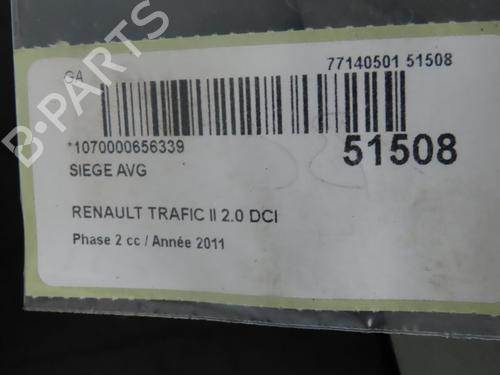 77140501 51508
GA
*1070000656339
51508
SIEGE AVG
RENAULT TRAFIC II 2.0 DCI
Phase 2 cc / Année 2011
B-PARTS